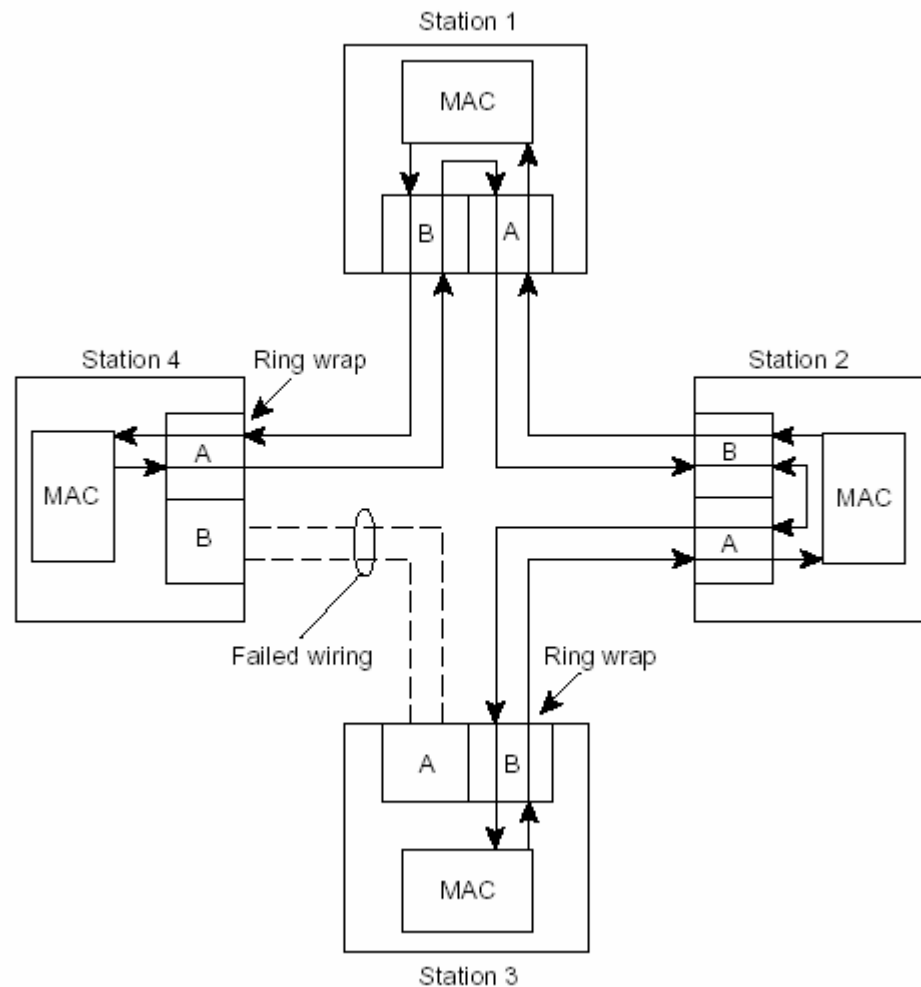 Station 1
MAC
B A
Station 4
Ring wrap
Station 2
A
MAC
B
B
MAC
A
Failed wiring
Ring wrap
A B
MAC
Station 3